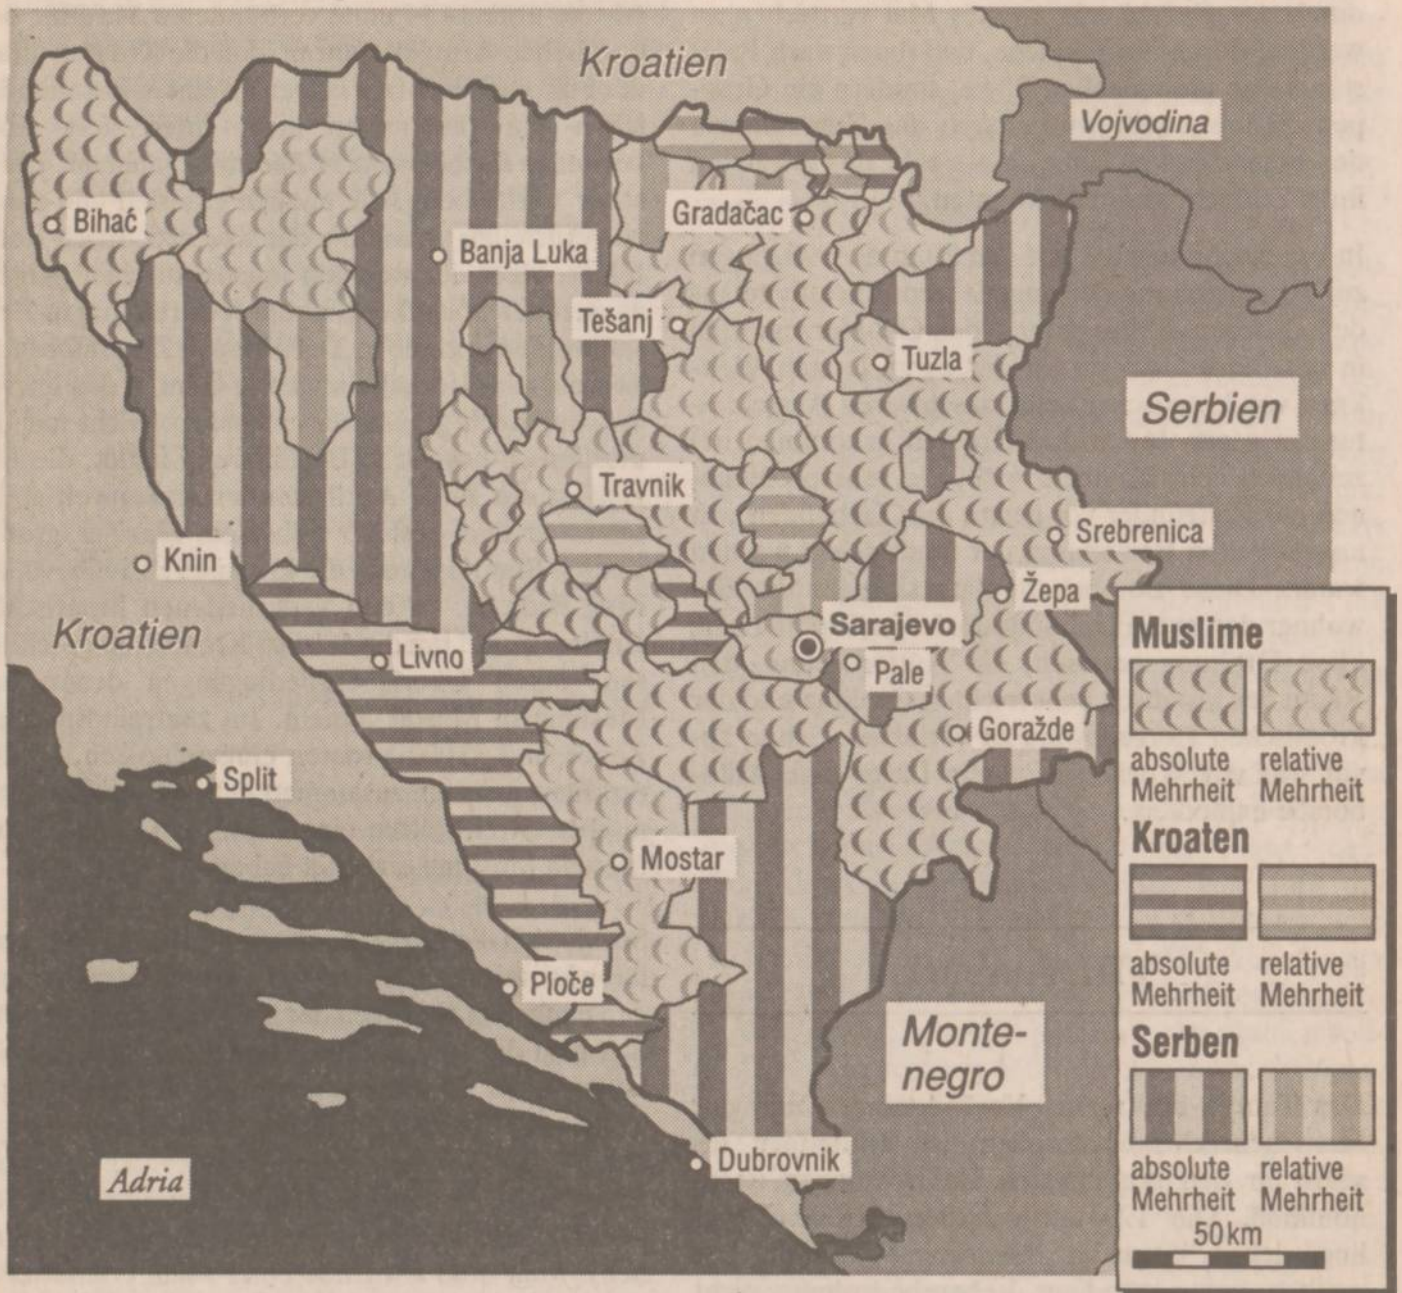 Kroatien
Vojvodina
Bihać
Gradačac
Banja Luka
Tešanj
Tuzla
Serbien
Travnik
Srebrenica
Knin
Žepa
Kroatien
Sarajevo
Livno
Pale
Goražde
Split
Mostar
Ploče
Monte-
negro
Dubrovnik
Adria
Muslime
absolute
Mehrheit
relative
Mehrheit
Kroaten
absolute
Mehrheit
relative
Mehrheit
Serben
absolute
Mehrheit
relative
Mehrheit
50 km